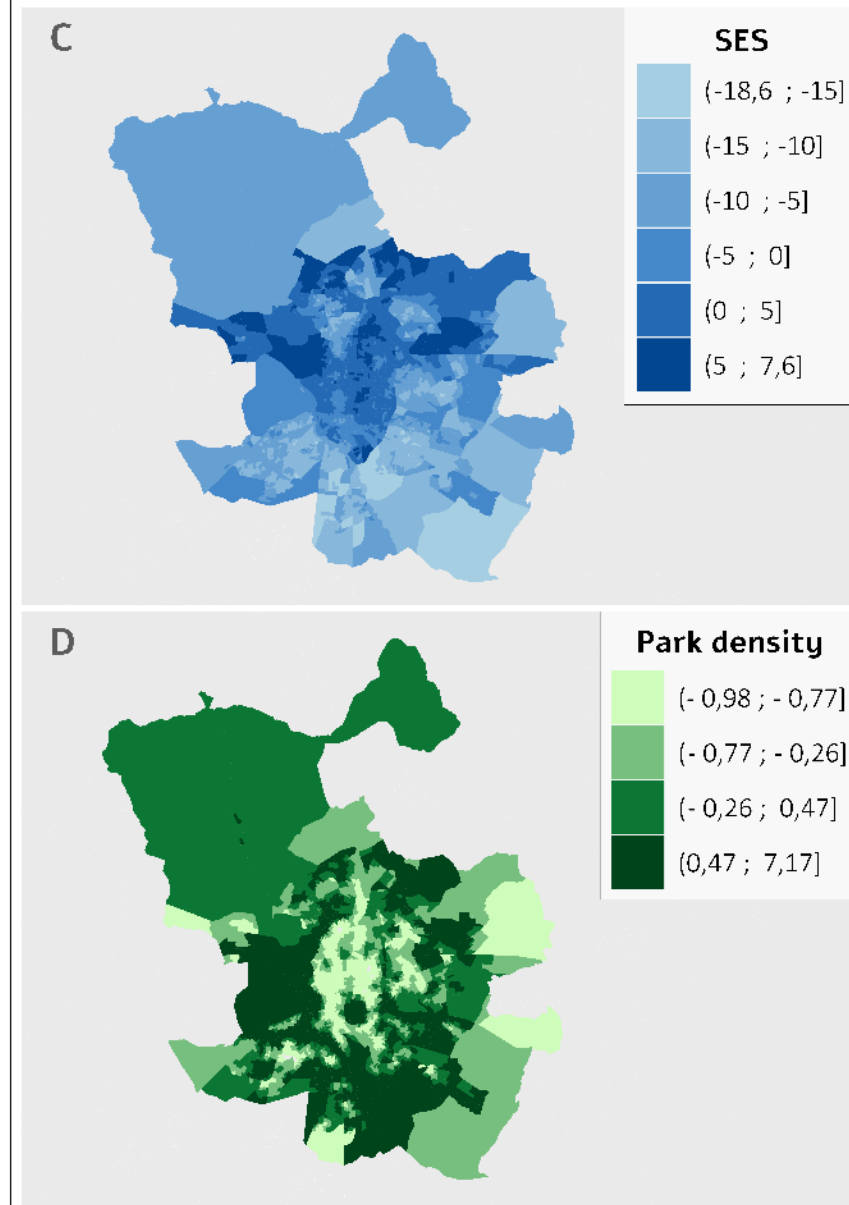 C
SES
(-18,6 ; -15]
(-15 ; -10]
(-10 ; -5]
(-5 ; 0]
(0 ; 5]
(5 ; 7,6]
D
Park density
(- 0,98 ; - 0,77]
(- 0,77 ; - 0,26]
(- 0,26 ; 0,47]
(0,47 ; 7,17]